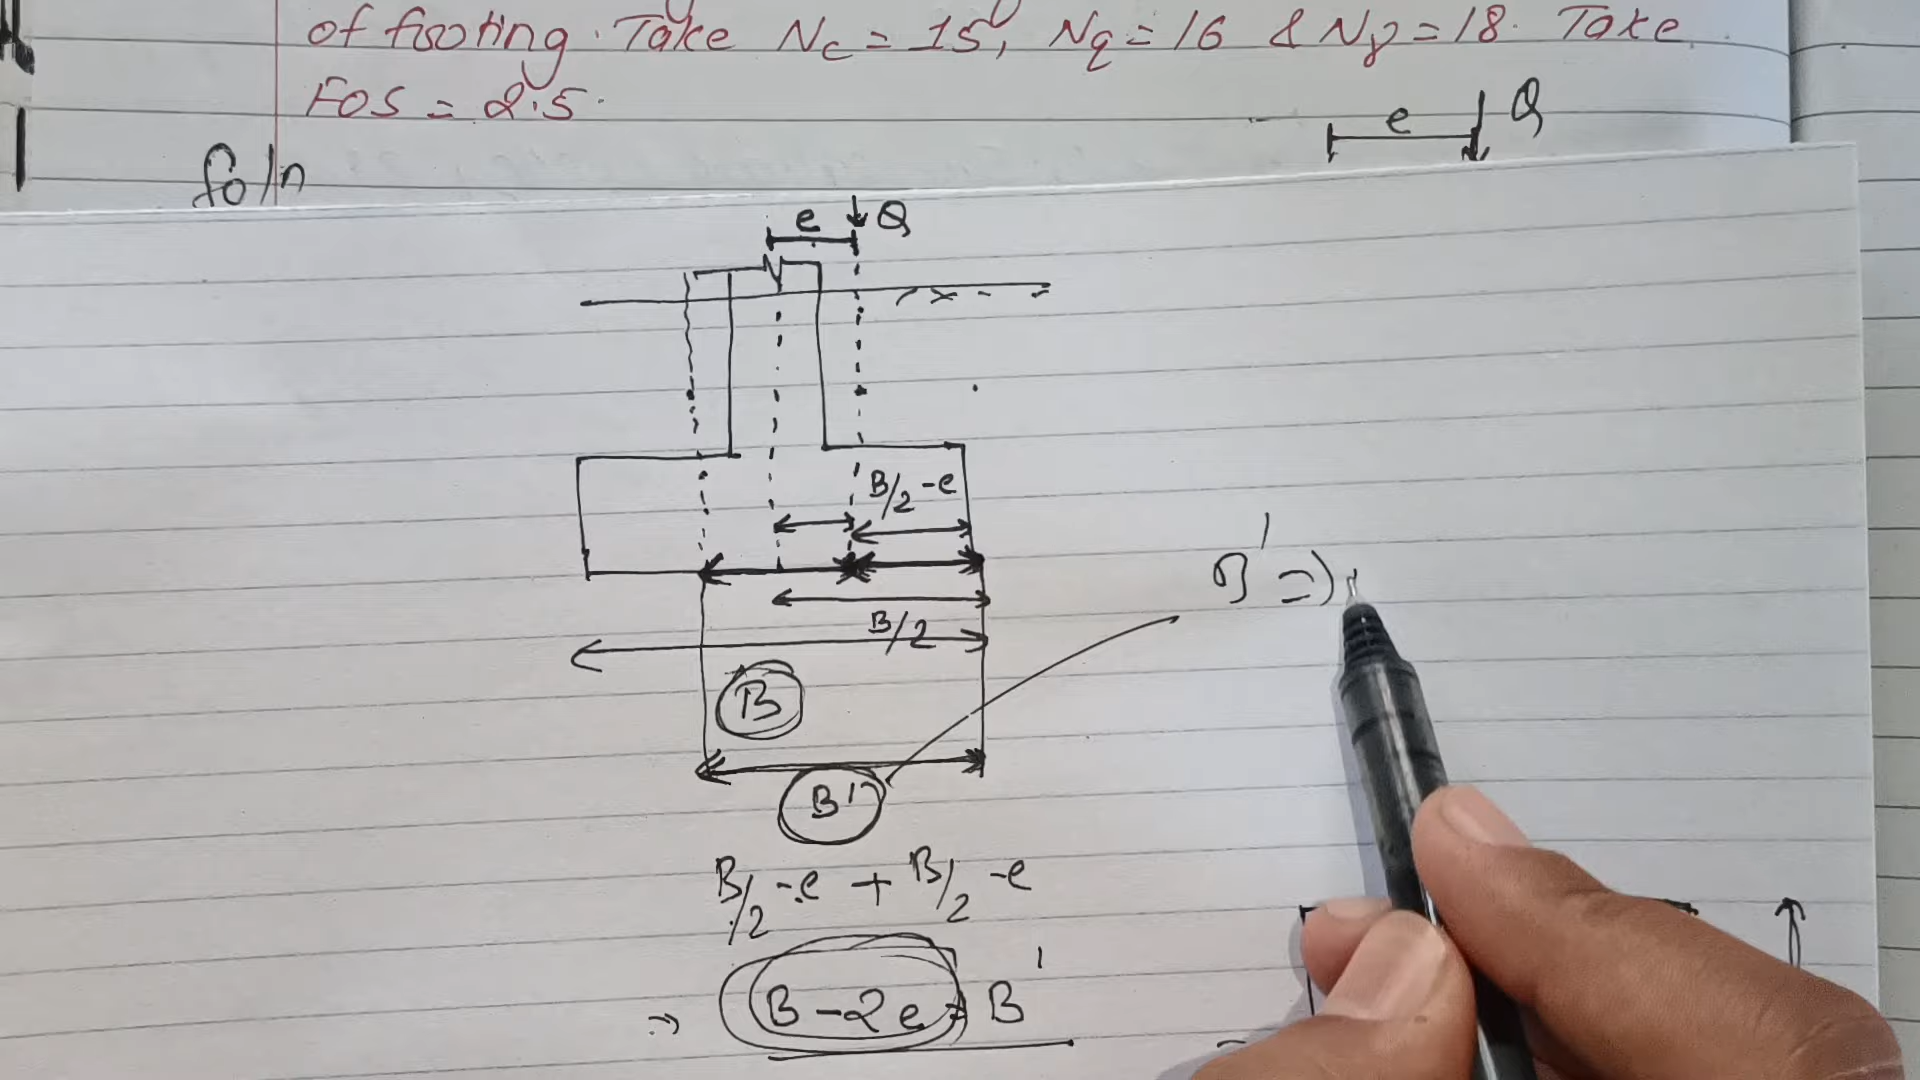 of footing. Take Nc = 15, Nq = 16 & Nγ = 18. Take
FOS = 2.5.
e Q
Soln
e Q
B/2 - e
B/2
B
B'
B' =)
B/2 - e + B/2 - e
⇒ B - 2e = B'